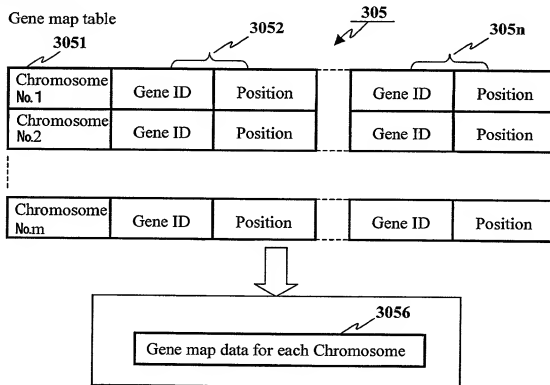 Gene map table
3051
3052
305
305n
Chromosome No.1 Gene ID Position Gene ID Position
Chromosome No.2 Gene ID Position Gene ID Position
Chromosome No.m Gene ID Position Gene ID Position
3056
Gene map data for each Chromosome